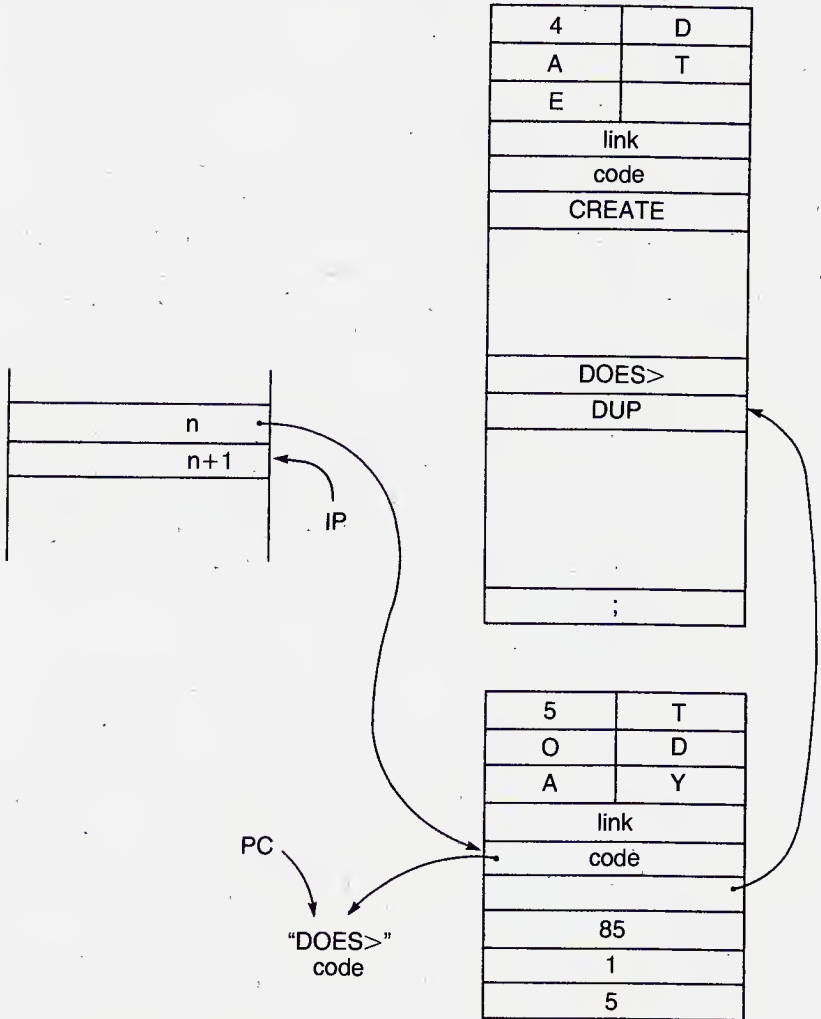 4 D
A T
E
link
code
CREATE
DOES>
DUP
;
n
n+1
IP
5 T
O D
A Y
link
code
85
1
5
PC
"DOES>"
code